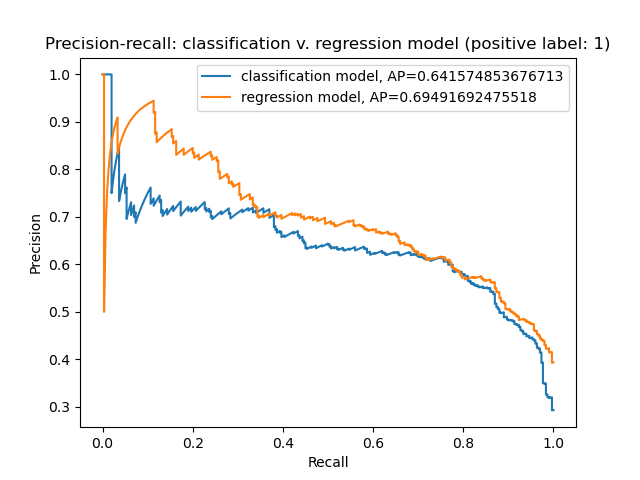 Precision-recall: classification v. regression model (positive label: 1)
classification model, AP=0.641574853676713
regression model, AP=0.69491692475518
1.0
0.9
0.8
0.7
0.6
0.5
0.4
0.3
Precision
0.0 0.2 0.4 0.6 0.8 1.0
Recall